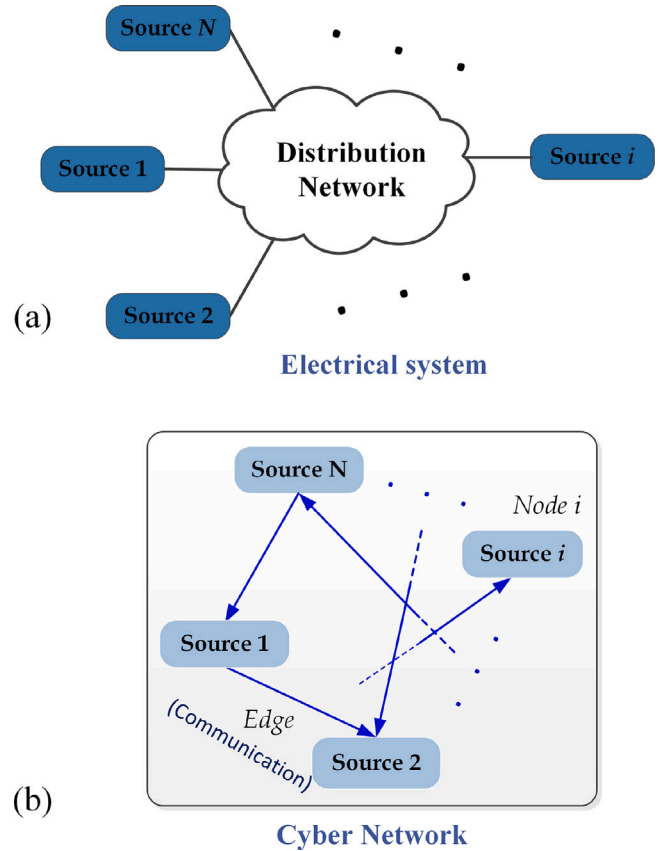 Source N
Distribution
Network
Source 1
Source i
Source 2
(a)
Electrical system
Source N
Node i
Source i
Source 1
Edge
(Communication)
Source 2
(b)
Cyber Network